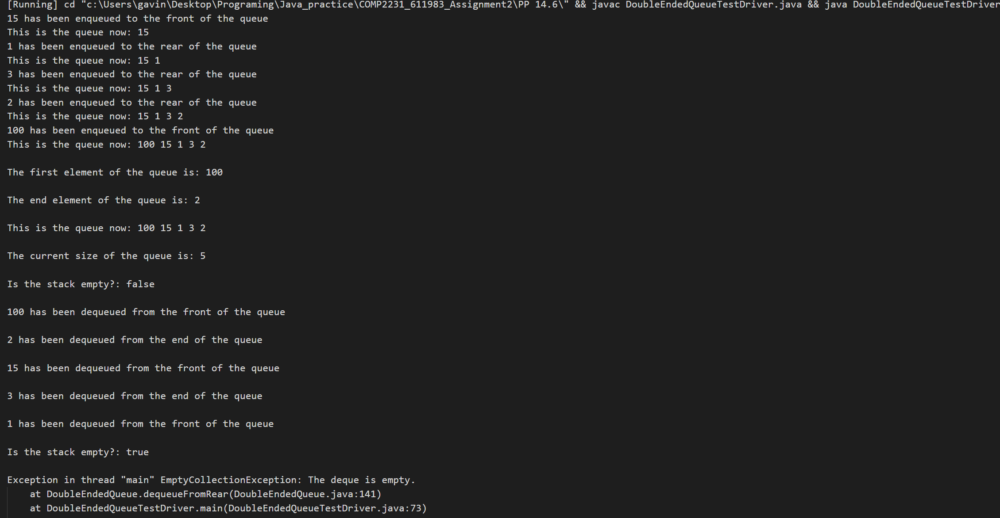 [Running] cd "c:\Users\gavin\Desktop\Programing\Java_practice\COMP2231_611983_Assignment2\PP 14.6\" && javac DoubleEndedQueueTestDriver.java && java DoubleEndedQueueTestDriver
15 has been enqueued to the front of the queue
This is the queue now: 15
1 has been enqueued to the rear of the queue
This is the queue now: 15 1
3 has been enqueued to the rear of the queue
This is the queue now: 15 1 3
2 has been enqueued to the rear of the queue
This is the queue now: 15 1 3 2
100 has been enqueued to the front of the queue
This is the queue now: 100 15 1 3 2
The first element of the queue is: 100
The end element of the queue is: 2
This is the queue now: 100 15 1 3 2
The current size of the queue is: 5
Is the stack empty?: false
100 has been dequeued from the front of the queue
2 has been dequeued from the end of the queue
15 has been dequeued from the front of the queue
3 has been dequeued from the end of the queue
1 has been dequeued from the front of the queue
Is the stack empty?: true
Exception in thread "main" EmptyCollectionException: The deque is empty.
at DoubleEndedQueue.dequeueFromRear(DoubleEndedQueue.java:141)
at DoubleEndedQueueTestDriver.main(DoubleEndedQueueTestDriver.java:73)